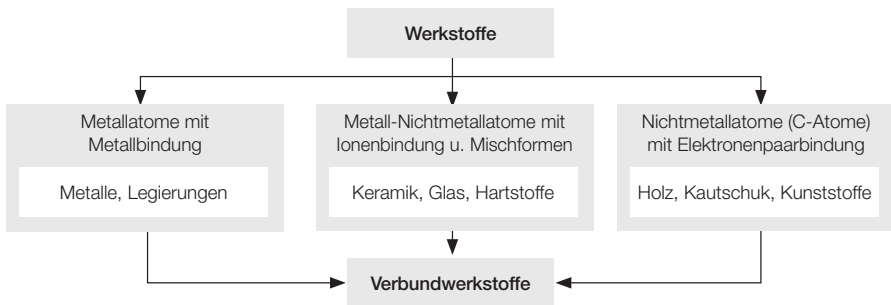 Werkstoffe
Metallatome mit
Metallbindung
Metalle, Legierungen
Metall-Nichtmetallatome mit
Ionenbindung u. Mischformen
Keramik, Glas, Hartstoffe
Nichtmetallatome (C-Atome)
mit Elektronenpaarbindung
Holz, Kautschuk, Kunststoffe
Verbundwerkstoffe